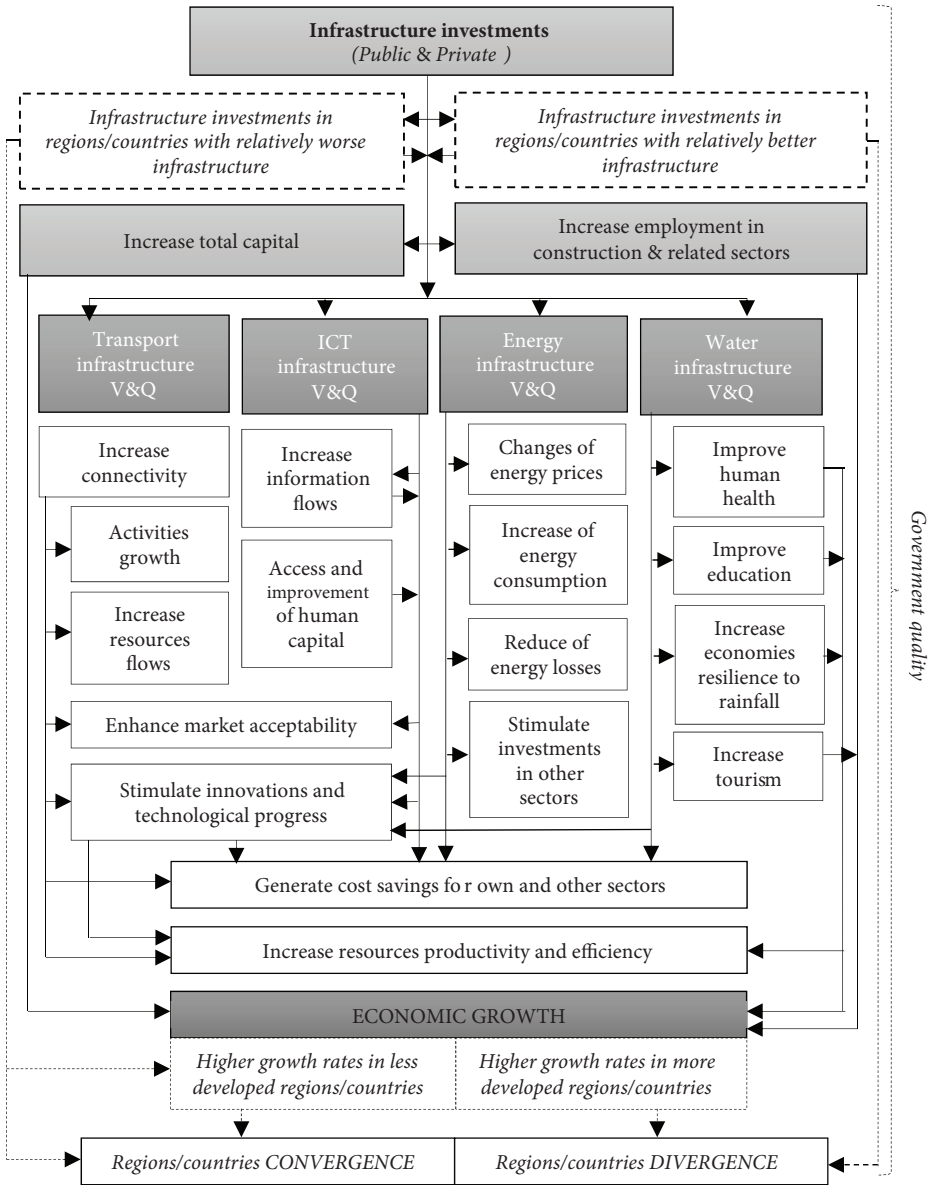 Infrastructure investments
(Public & Private )
Infrastructure investments in
regions/countries with relatively worse
infrastructure
Infrastructure investments in
regions/countries with relatively better
infrastructure
Increase total capital
Increase employment in
construction & related sectors
Transport
infrastructure
V&Q
ICT
infrastructure
V&Q
Energy
infrastructure
V&Q
Water
infrastructure
V&Q
Increase
connectivity
Activities
growth
Increase
resources
flows
Increase
information
flows
Access and
improvement
of human
capital
Changes of
energy prices
Increase of
energy
consumption
Reduce of
energy losses
Stimulate
investments
in other
sectors
Improve
human
health
Improve
education
Increase
economies
resilience to
rainfall
Increase
tourism
Enhance market acceptability
Stimulate innovations and
technological progress
Generate cost savings fo r own and other sectors
Increase resources productivity and efficiency
ECONOMIC GROWTH
Higher growth rates in less
developed regions/countries
Higher growth rates in more
developed regions/countries
Regions/countries CONVERGENCE
Regions/countries DIVERGENCE
Government quality